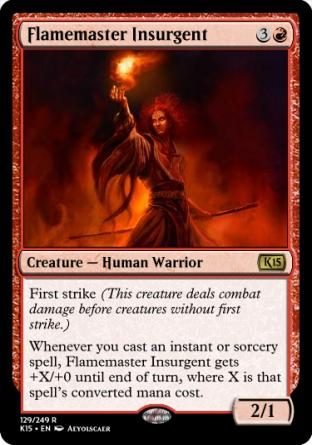 Flamemaster Insurgent 3
K15
Creature — Human Warrior
First strike (This creature deals combat
damage before creatures without first
strike.)
Whenever you cast an instant or sorcery
spell, Flamemaster Insurgent gets
+X/+0 until end of turn, where X is that
spell's converted mana cost.
2/1
129/249 R
K15 • EN Aeyoiscaer